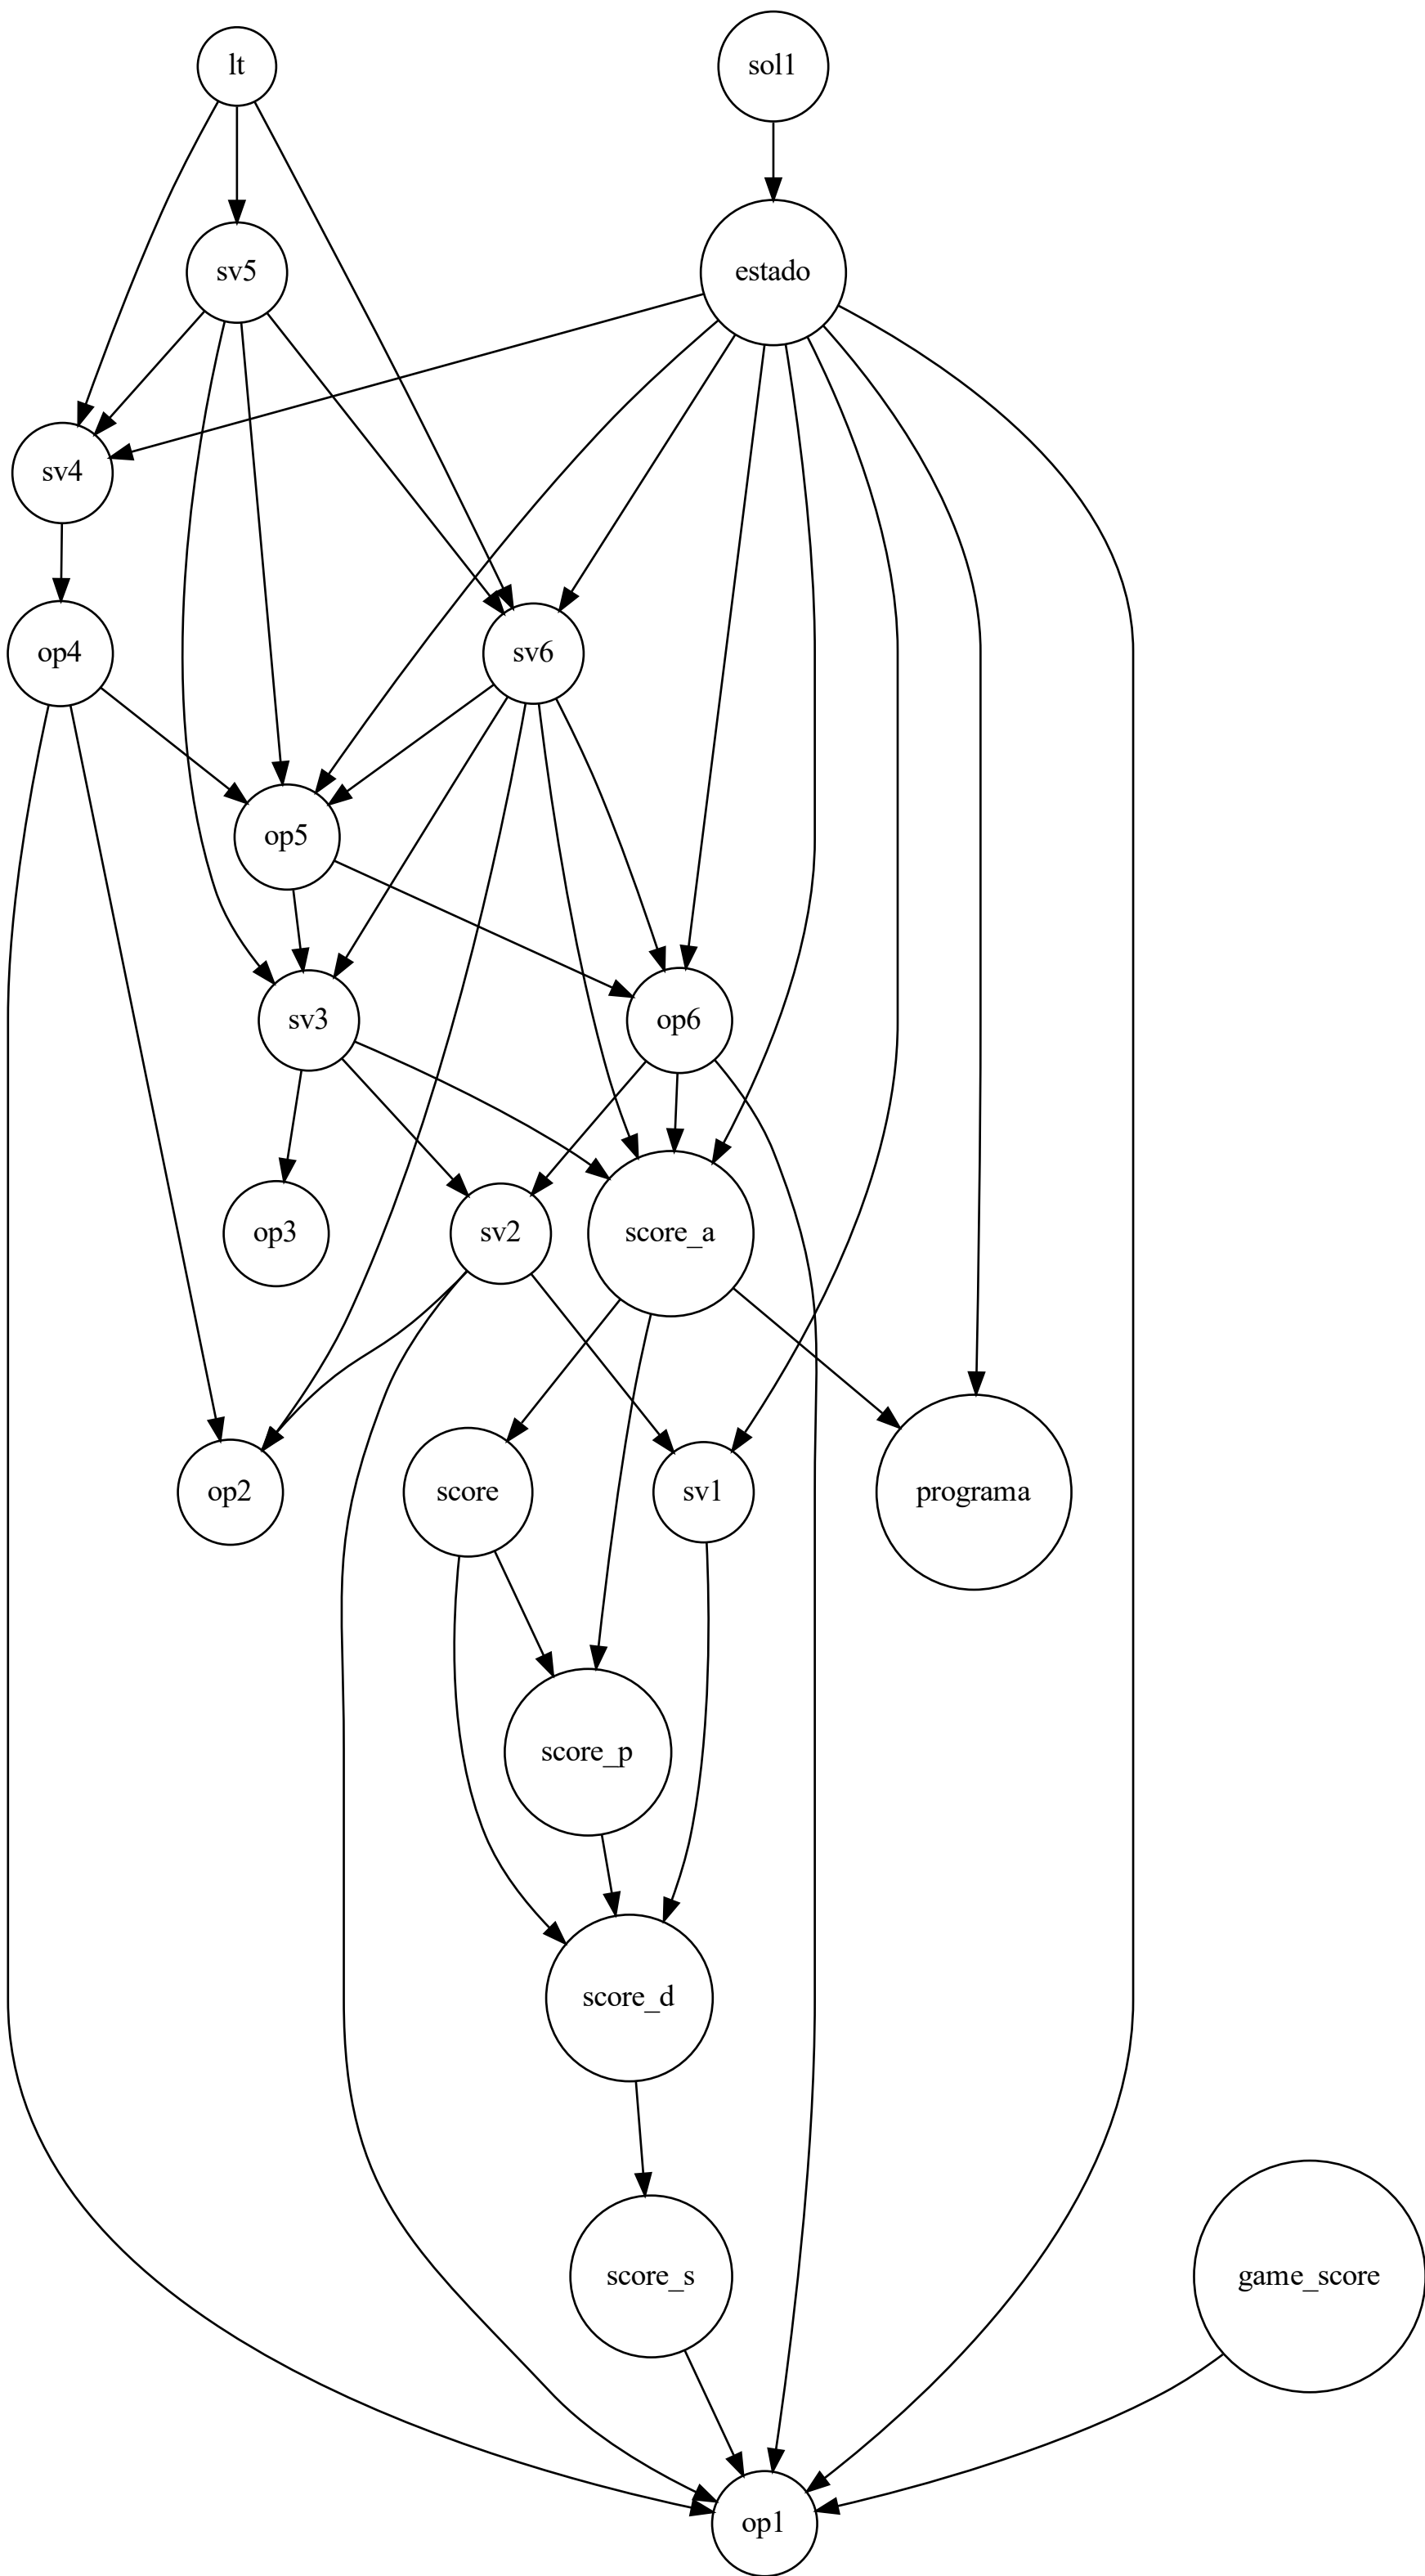 lt
sol1
sv5
estado
sv4
op4
sv6
op5
sv3
op6
op3
sv2
score_a
op2
score
sv1
programa
score_p
score_d
score_s
game_score
op1